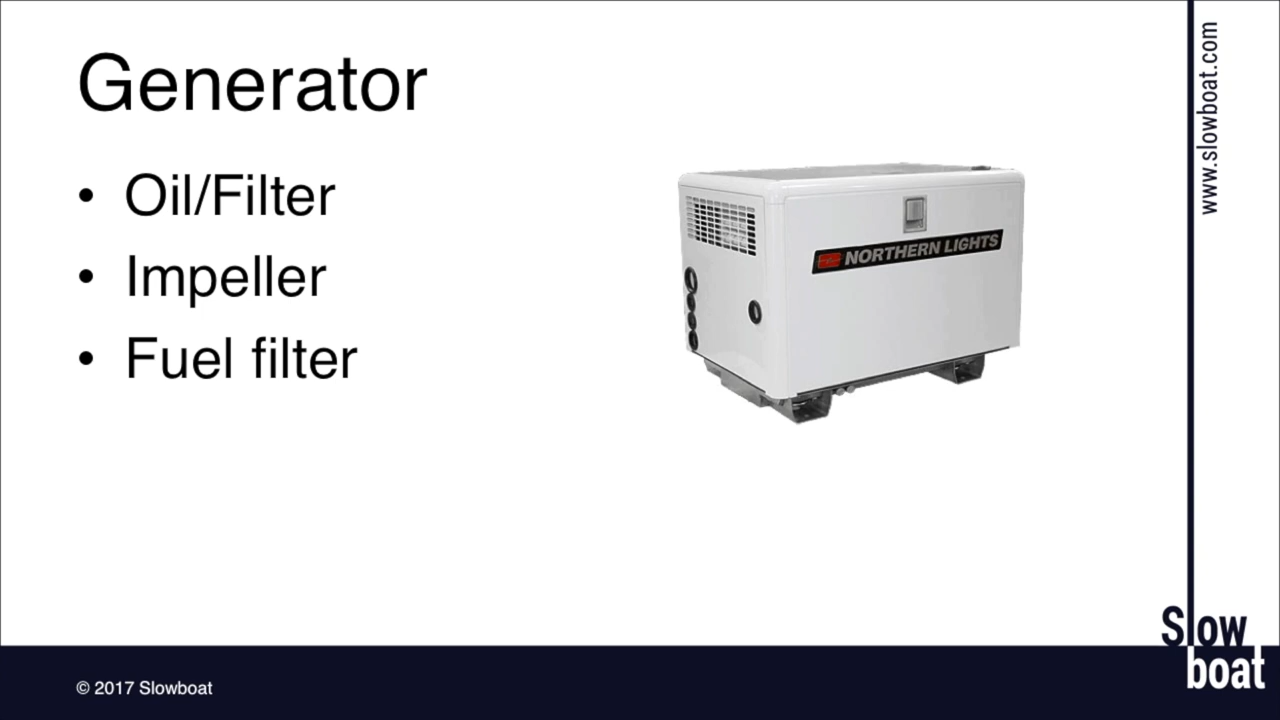 Generator
• Oil/Filter
• Impeller
• Fuel filter
NORTHERN LIGHTS
www.slowboat.com
Slow
boat
© 2017 Slowboat